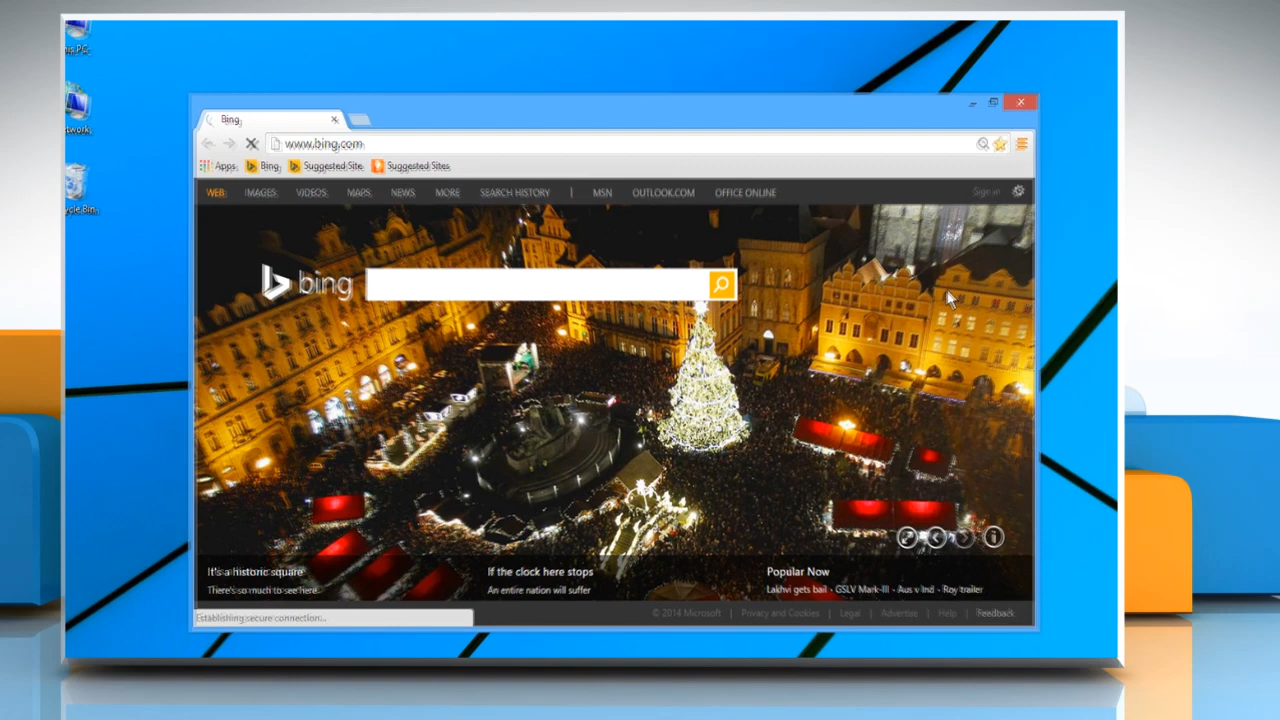 his PC
Bing
www.bing.com
Apps Bing Suggested Site Suggested Sites
etwork
WEB IMAGES VIDEOS MAPS NEWS MORE SEARCH HISTORY | MSN OUTLOOK.COM OFFICE ONLINE Sign in
ycle Bin
bing
It's a historic square
There's so much to see here.
If the clock here stops
An entire nation will suffer
Popular Now
Lakhvi gets bail - GSLV Mark-III - Aus v Ind - Roy trailer
© 2014 Microsoft | Privacy and Cookies | Legal | Advertise | Help | Feedback
Establishing secure connection...